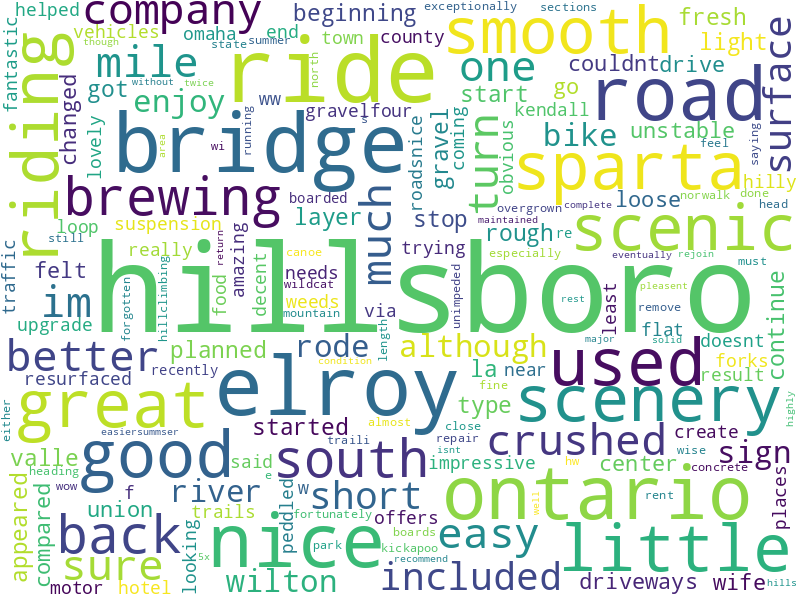 helped
company
beginning
exceptionally
sections
smooth
fresh
fantastic
riding
vehicles
omaha
end
town
county
state
summer
light
though
changed
mile
ride
one
couldnt
drive
surface
got
without
twice
north
ww
start
go
road
lovely
enjoy
gravelfour
kendall
bridge
s
running
wi
area
roadsnice
gravel
coming
turn
obvious
bike
unstable
saying
feel
sparta
hilly
brewing
boarded
much
layer
stop
overgrown
complete
loose
norwalk
done
head
maintained
loop
suspension
really
still
return
amazing
trying
rough
re
scenic
especially
eventually
rejoin
must
traffic
felt
im
forgotten
hillclimbing
food
decent
canoe
needs
wildcat
weeds
mountain
via
unimpeded
hillsboro
rest
pleasent
remove
upgrade
length
least
major
solid
flat
doesnt
continue
better
planned
rode
although
la
near
used
forks
result
resurfaced
recently
condition
type
fine
great
elroy
scenery
highly
either
easiersummser
started
almost
close
create
valle
good
said
e
traili
south
repair
isnt
wise
crushed
sign
heading
wow
impressive
center
concrete
hw
appeared
compared
f
river
peddled
w
short
ontario
well
rent
places
union
trails
fortunately
offers
looking
back
nice
park
boards
kickapoo
easy
little
sure
5x
recommend
motor
hotel
wilton
included
driveways
wife
hills